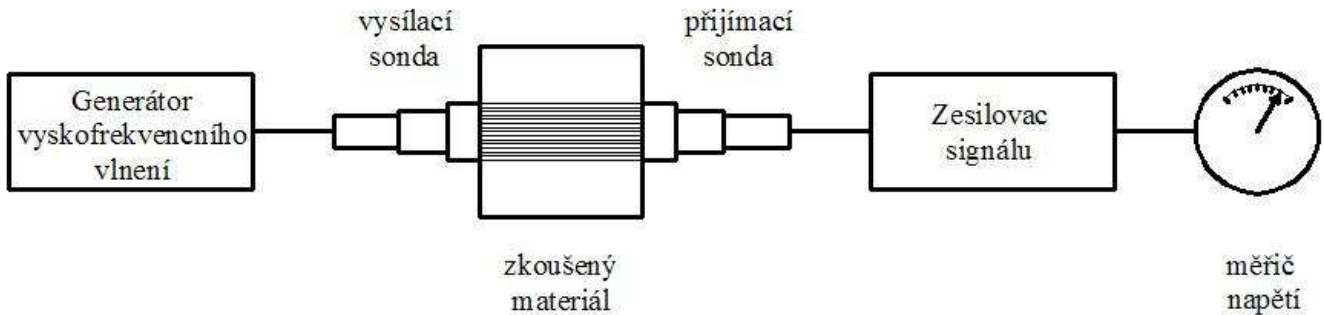 vysílací
sonda
přijímací
sonda
Generátor
vyskofrekvencního
vlnení
Zesilovac
signálu
zkoušený
materiál
měřič
napětí